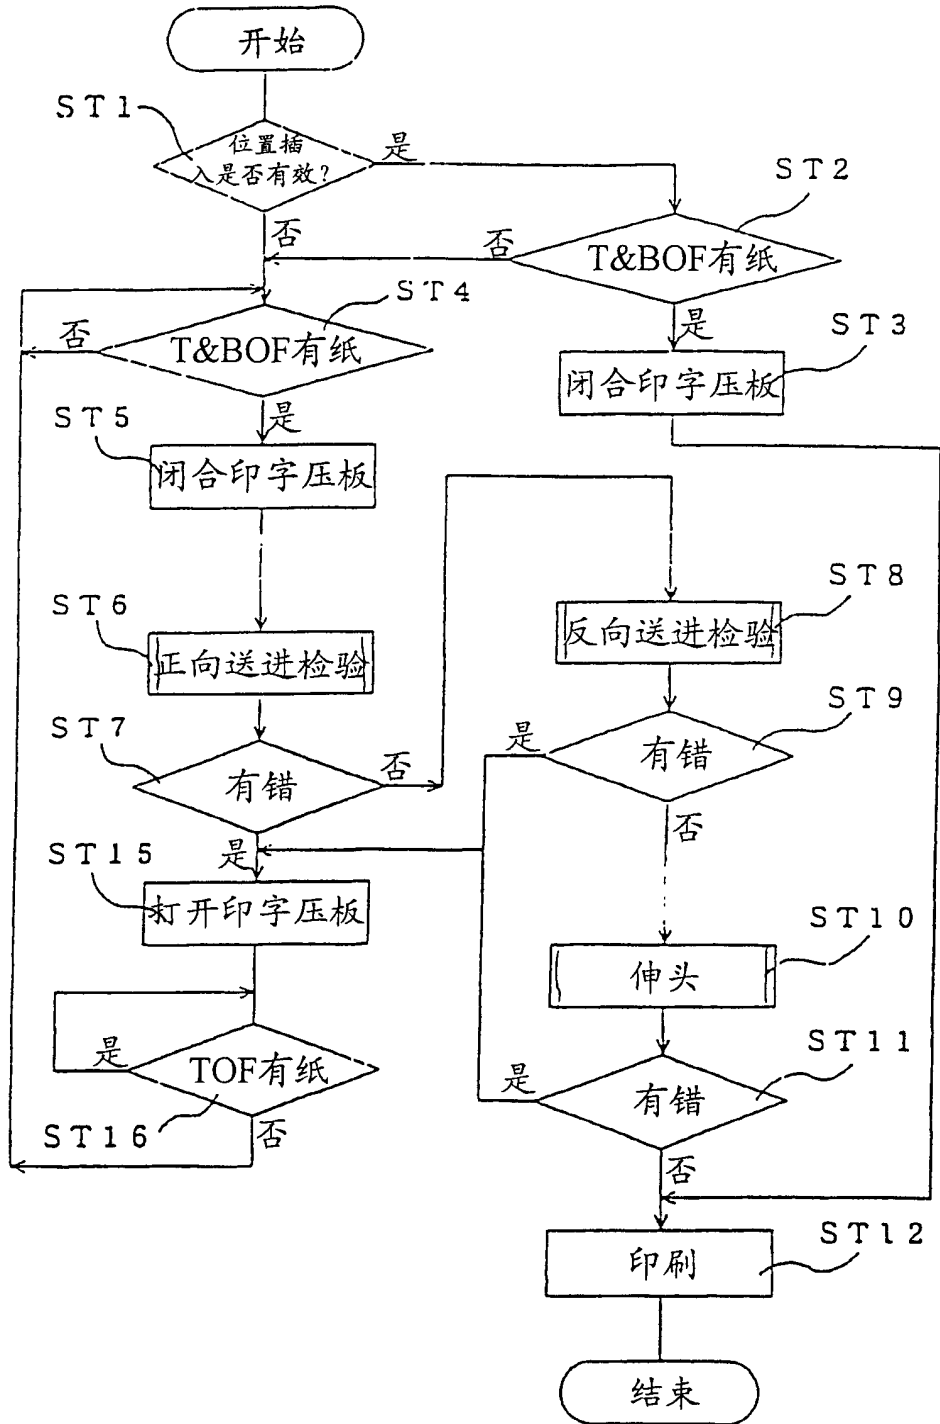 开始
ST1
位置插
入是否有效?
是
ST2
否
否
T&BOF有纸
ST4
是
ST3
否
T&BOF有纸
闭合印字压板
ST5
是
闭合印字压板
ST6
ST8
正向送进检验
反向送进检验
ST7
ST9
有错
否
是
有错
否
ST15
是
打开印字压板
ST10
伸头
是
TOF有纸
ST11
是
有错
ST16
否
否
ST12
印刷
结束